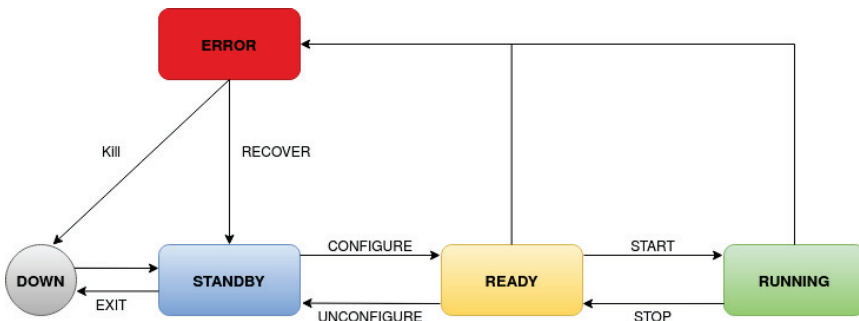 ERROR
Kill
RECOVER
CONFIGURE
START
DOWN
STANDBY
READY
RUNNING
EXIT
UNCONFIGURE
STOP